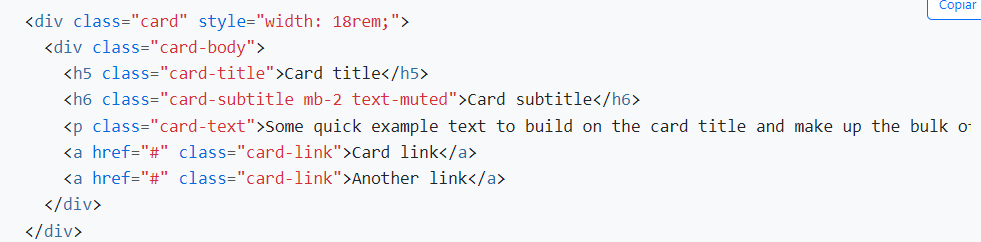 Copiar
<div class="card" style="width: 18rem;">
  <div class="card-body">
    <h5 class="card-title">Card title</h5>
    <h6 class="card-subtitle mb-2 text-muted">Card subtitle</h6>
    <p class="card-text">Some quick example text to build on the card title and make up the bulk
    <a href="#" class="card-link">Card link</a>
    <a href="#" class="card-link">Another link</a>
  </div>
</div>